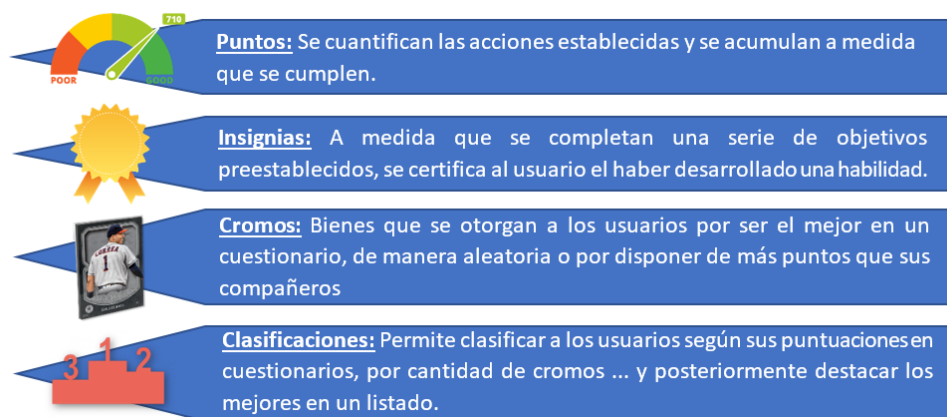 710
POOR
GOOD
Puntos: Se cuantifican las acciones establecidas y se acumulan a medida
que se cumplen.
Insignias: A medida que se completan una serie de objetivos
preestablecidos, se certifica al usuario el haber desarrollado una habilidad.
1
Cromos: Bienes que se otorgan a los usuarios por ser el mejor en un
cuestionario, de manera aleatoria o por disponer de más puntos que sus
compañeros
3 1 2
Clasificaciones: Permite clasificar a los usuarios según sus puntuaciones en
cuestionarios, por cantidad de cromos ... y posteriormente destacar los
mejores en un listado.